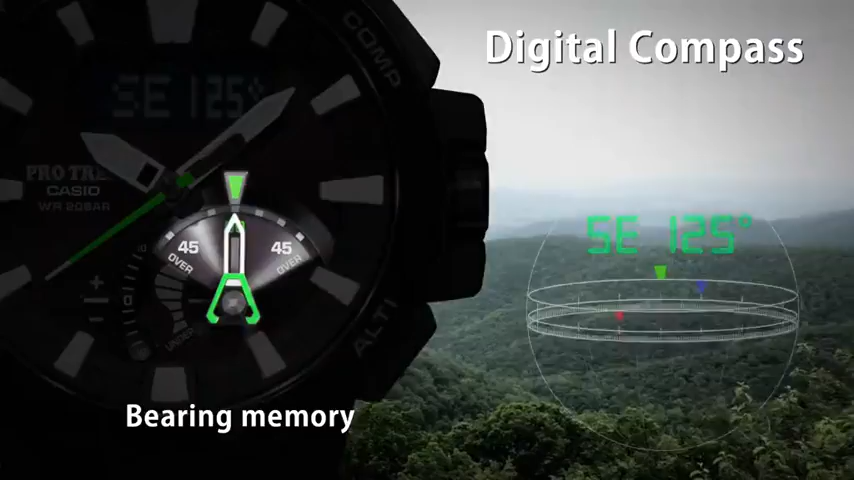 Digital Compass
COMP
SE 125°
PRO TREK
CASIO
WR 20BAR
SE 125°
45
45
OVER
OVER
UNDER
ALTI
Bearing memory